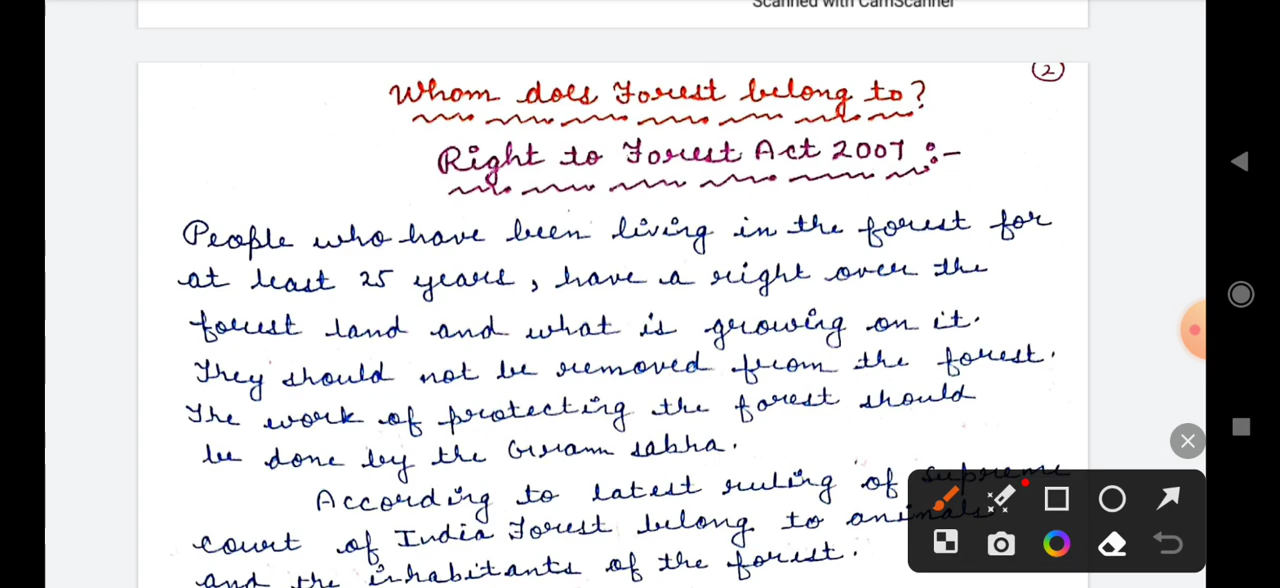 Scanned with CamScanner
2
Whom does Forest belong to?
Right to Forest Act 2007 :-
People who have been living in the forest for
at least 25 years, have a right over the
forest land and what is growing on it.
They should not be removed from the forest.
The work of protecting the forest should
be done by the Gram sabha.
According to latest ruling of Supreme
court of India Forest belong to animals
and the inhabitants of the forest.